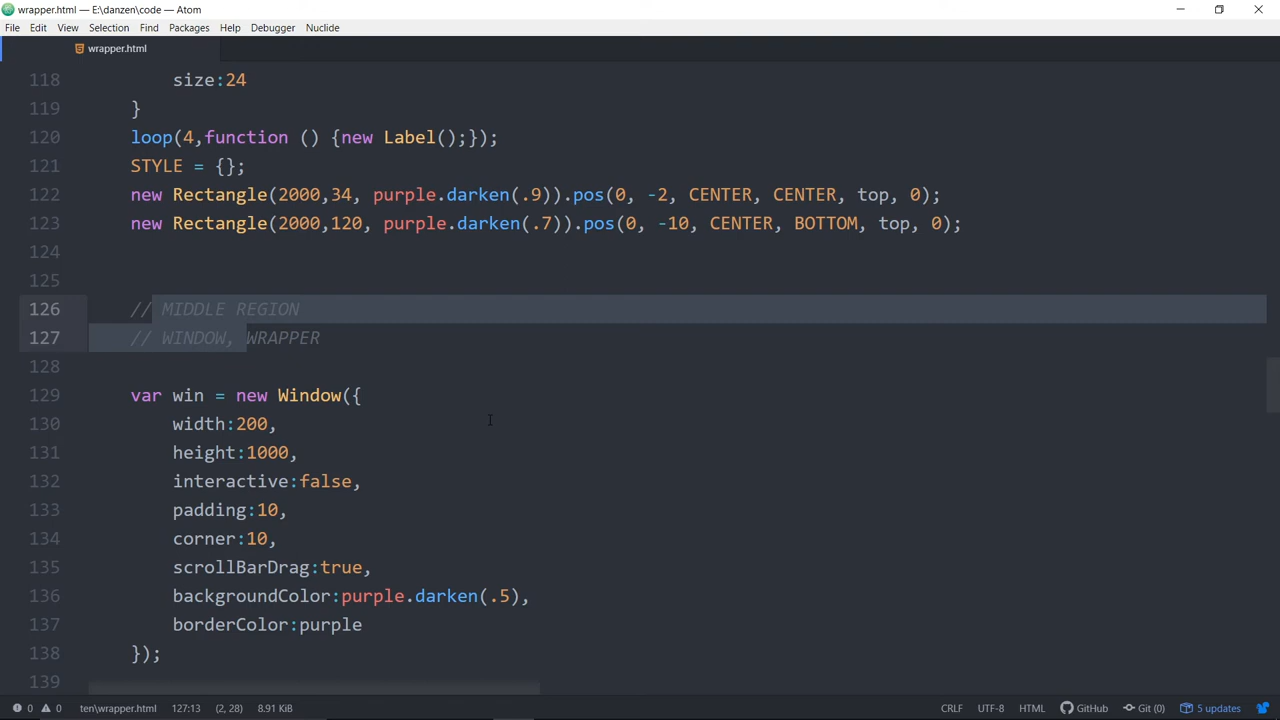 wrapper.html — E:\danzen\code — Atom
File Edit View Selection Find Packages Help Debugger Nuclide
wrapper.html
118 size:24
119 }
120 loop(4,function () {new Label();});
121 STYLE = {};
122 new Rectangle(2000,34, purple.darken(.9)).pos(0, -2, CENTER, CENTER, top, 0);
123 new Rectangle(2000,120, purple.darken(.7)).pos(0, -10, CENTER, BOTTOM, top, 0);
124
125
126 // MIDDLE REGION
127 // WINDOW, WRAPPER
128
129 var win = new Window({
130 width:200,
131 height:1000,
132 interactive:false,
133 padding:10,
134 corner:10,
135 scrollBarDrag:true,
136 backgroundColor:purple.darken(.5),
137 borderColor:purple
138 });
139
0 0 ten\wrapper.html 127:13 (2, 28) 8.91 KiB CRLF UTF-8 HTML GitHub Git (0) 5 updates